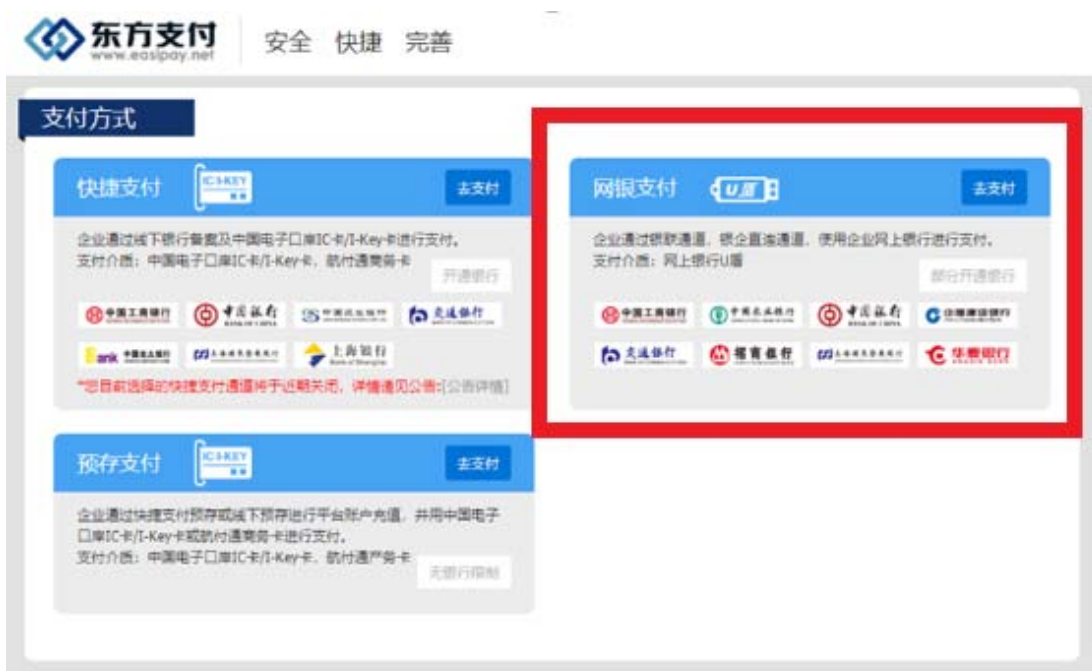 东方支付
www.easipay.net
安全 快捷 完善
支付方式
快捷支付
IC·I-KEY
去支付
企业通过线下银行备案及中国电子口岸IC卡/I-Key卡进行支付。
支付介质：中国电子口岸IC卡/I-Key卡、航付通商务卡
开通银行
中国工商银行
中国银行
BANK OF CHINA
交通银行
上海银行
Bank of Shanghai
*您目前选择的快捷支付通道将于近期关闭，详情请见公告:[公告详情]
网银支付
U盾
去支付
企业通过银联通道、银企直连通道，使用企业网上银行进行支付。
支付介质：网上银行U盾
部分开通银行
中国工商银行
中国农业银行
中国银行
中国建设银行
交通银行
招商银行
华夏银行
预存支付
IC·I-KEY
去支付
企业通过快捷支付预存或线下预存进行平台账户充值，并用中国电子
口岸IC卡/I-Key卡或航付通商务卡进行支付。
支付介质：中国电子口岸IC卡/I-Key卡、航付通产务卡
无银行限制